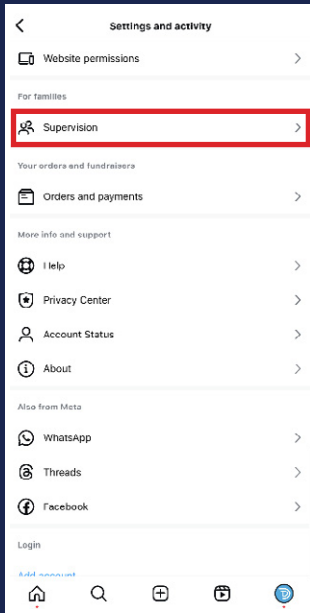 Settings and activity
Website permissions
For families
Supervision
Your orders and fundraisers
Orders and payments
More info and support
Help
Privacy Center
Account Status
About
Also from Meta
WhatsApp
Threads
Facebook
Login
Add account